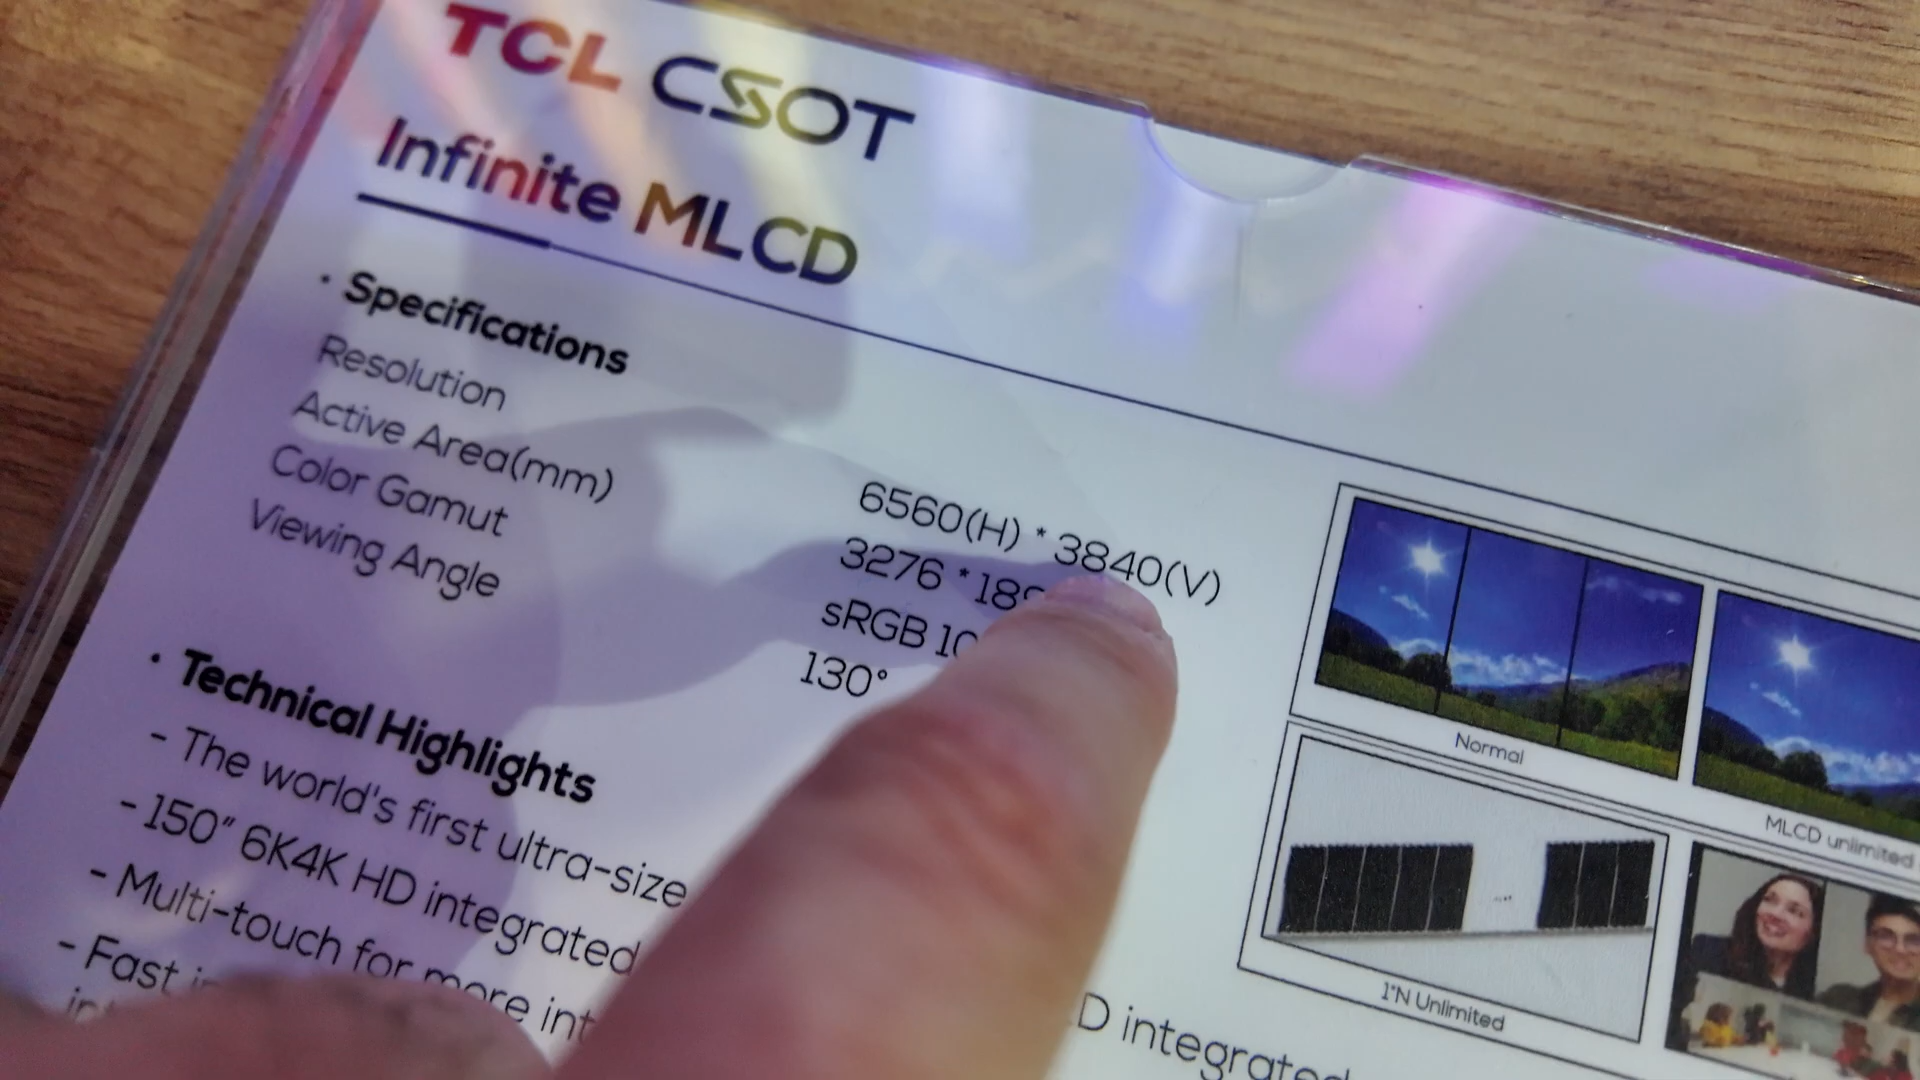 TCL CSOT
Infinite MLCD
· Specifications
Resolution 6560(H) * 3840(V)
Active Area(mm) 3276 *
Color Gamut sRGB
Viewing Angle 130°
· Technical Highlights
- The world's first ultra-size
- 150" 6K4K HD integrated
- Multi-touch for more
- Fast
integrated
Normal
MLCD unlimited
1*N Unlimited